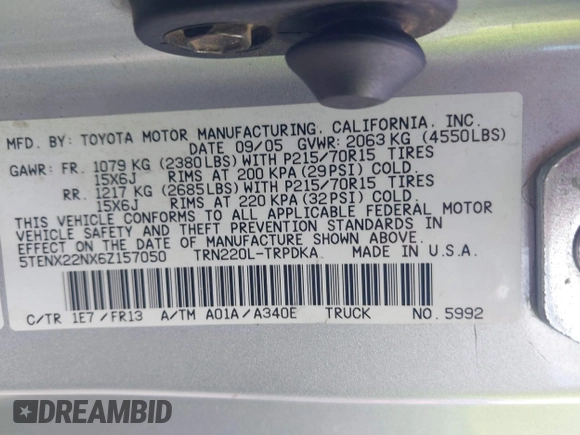 MFD. BY: TOYOTA MOTOR MANUFACTURING, CALIFORNIA, INC.
DATE 09/05 GVWR: 2063 KG (4550LBS)
GAWR: FR. 1079 KG (2380LBS) WITH P215/70R15 TIRES
15X6J RIMS AT 200 KPA (29PSI) COLD.
RR. 1217 KG (2685LBS) WITH P215/70R15 TIRES
15X6J RIMS AT 220 KPA (32PSI) COLD.
THIS VEHICLE CONFORMS TO ALL APPLICABLE FEDERAL MOTOR
VEHICLE SAFETY AND THEFT PREVENTION STANDARDS IN
EFFECT ON THE DATE OF MANUFACTURE SHOWN ABOVE.
5TENX22NX6Z157050 TRN220L-TRPDKA MADE IN U.S.A.
C/TR 1E7/FR13 A/TM A01A/A340E TRUCK NO. 5992
DREAMBID